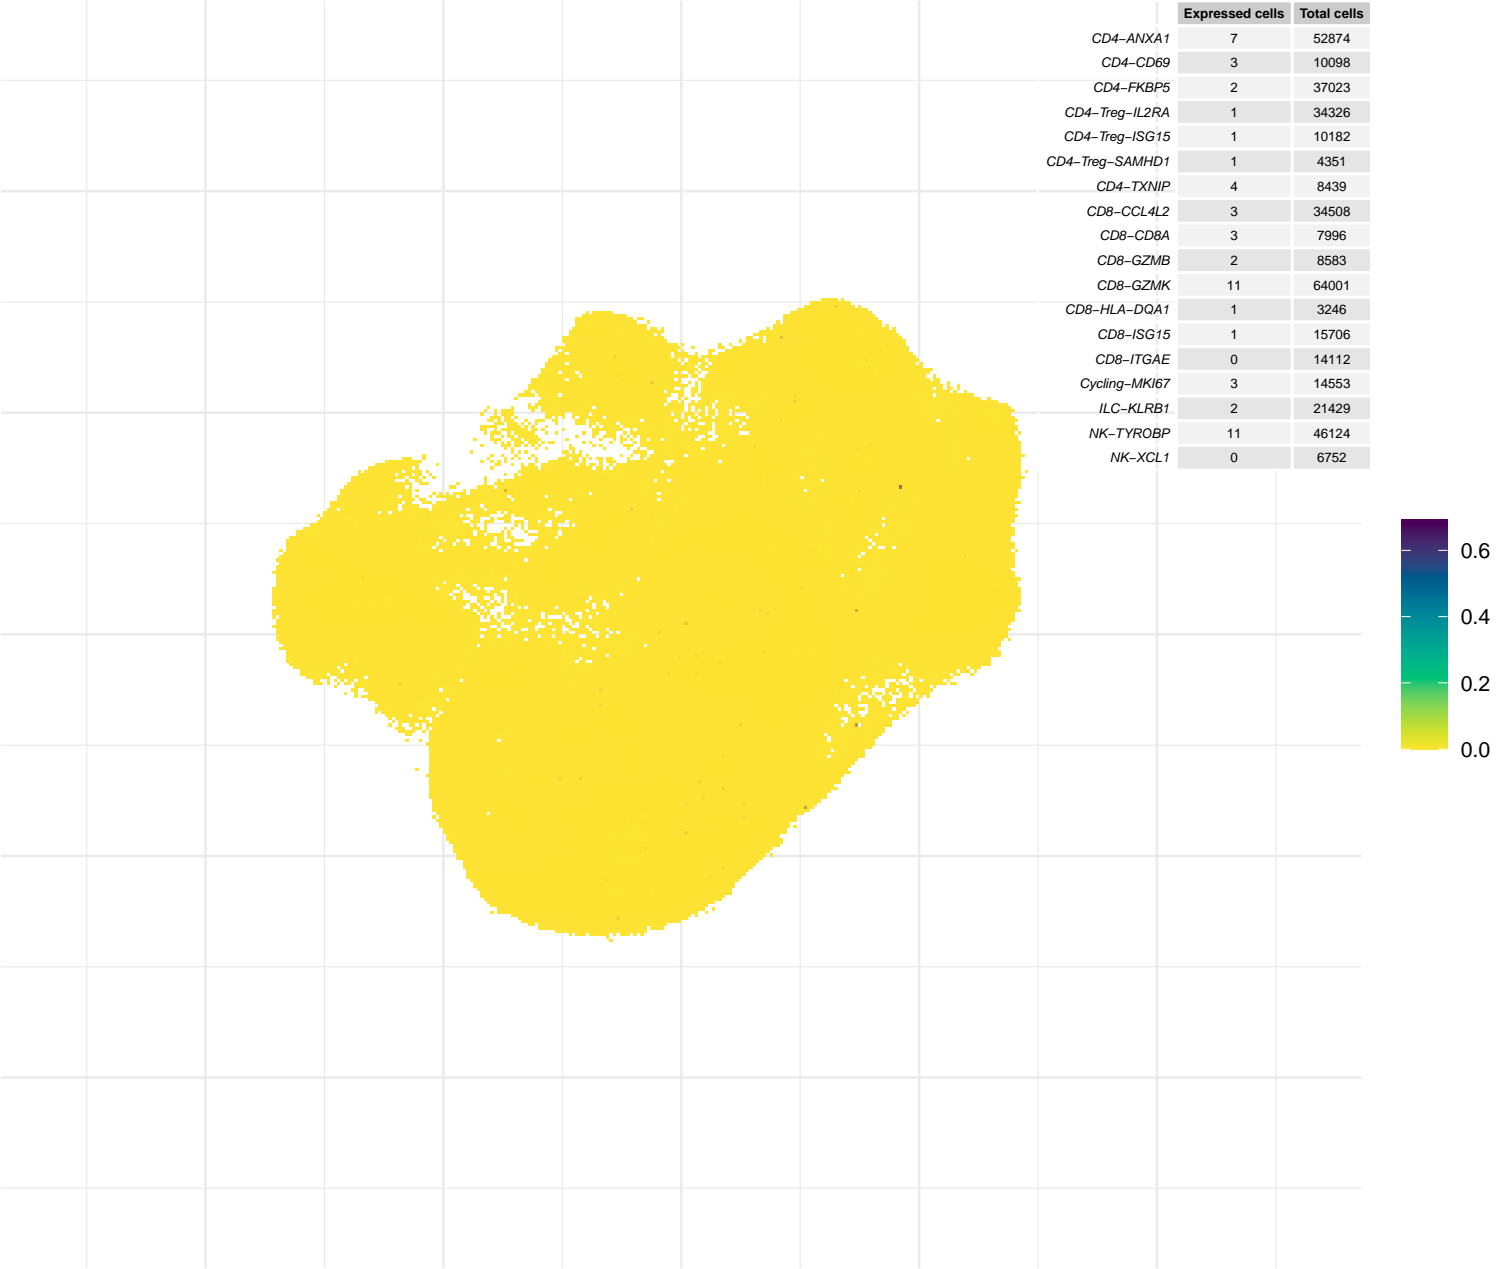 Expressed cells Total cells
CD4−ANXA1 7 52874
CD4−CD69 3 10098
CD4−FKBP5 2 37023
CD4−Treg−IL2RA 1 34326
CD4−Treg−ISG15 1 10182
CD4−Treg−SAMHD1 1 4351
CD4−TXNIP 4 8439
CD8−CCL4L2 3 34508
CD8−CD8A 3 7996
CD8−GZMB 2 8583
CD8−GZMK 11 64001
CD8−HLA−DQA1 1 3246
CD8−ISG15 1 15706
CD8−ITGAE 0 14112
Cycling−MKI67 3 14553
ILC−KLRB1 2 21429
NK−TYROBP 11 46124
NK−XCL1 0 6752
0.6
0.4
0.2
0.0